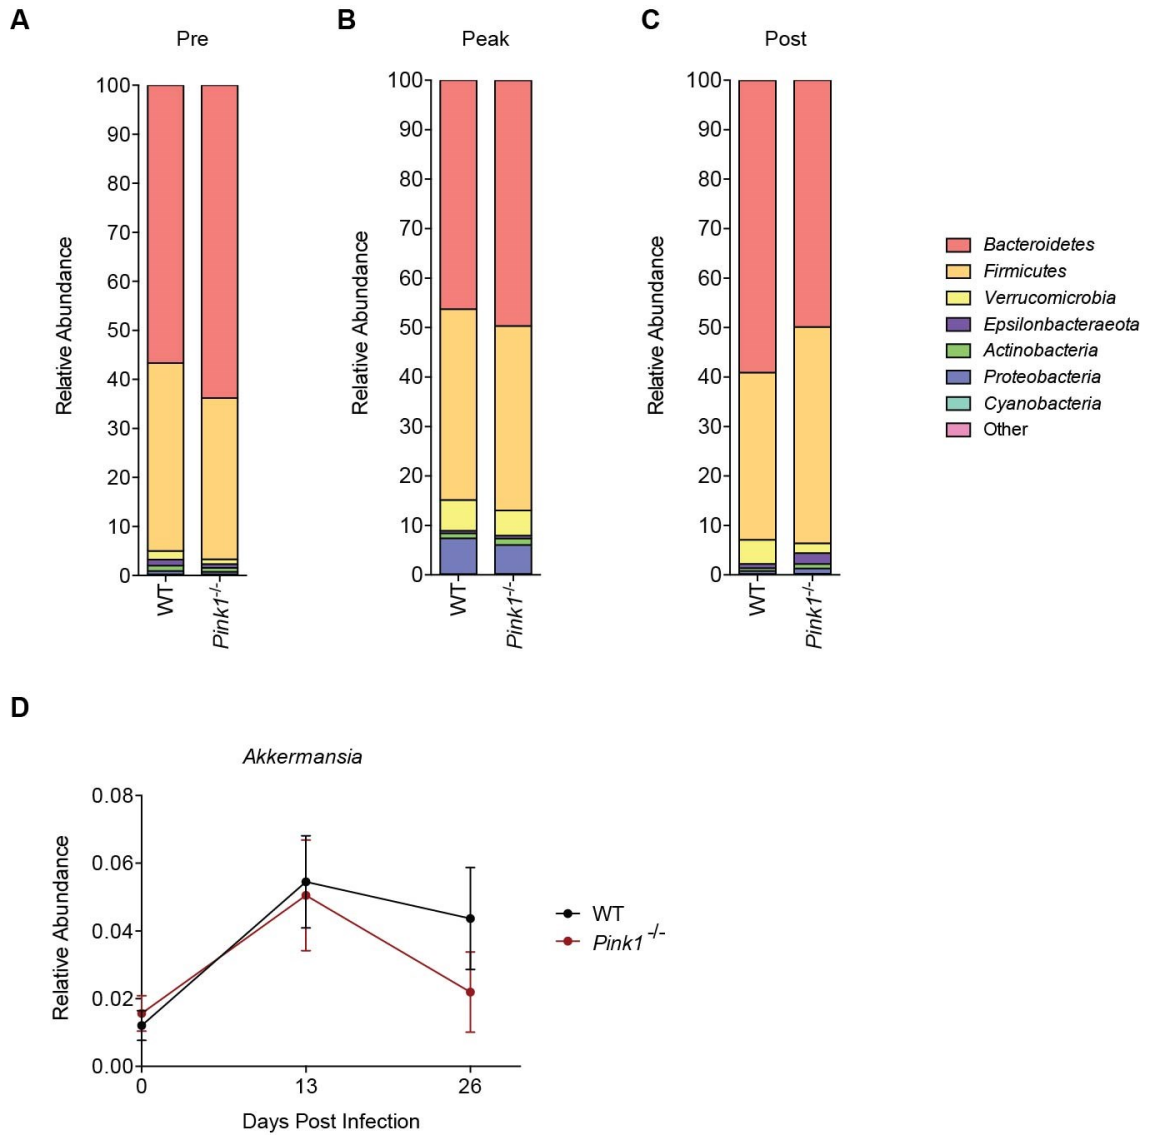 A
Pre
Relative Abundance
100
90
80
70
60
50
40
30
20
10
0
WT
Pink1-/-
B
Peak
Relative Abundance
100
90
80
70
60
50
40
30
20
10
0
WT
Pink1-/-
C
Post
Relative Abundance
100
90
80
70
60
50
40
30
20
10
0
WT
Pink1-/-
Bacteroidetes
Firmicutes
Verrucomicrobia
Epsilonbacteraeota
Actinobacteria
Proteobacteria
Cyanobacteria
Other
D
Akkermansia
Relative Abundance
0.08
0.06
0.04
0.02
0.00
0 13 26
Days Post Infection
WT
Pink1 -/-